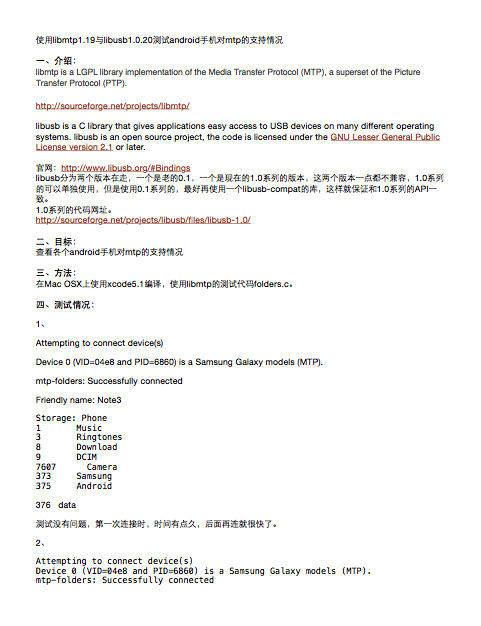 使用libmtp1.19与libusb1.0.20测试android手机对mtp的支持情况
一、介绍：
libmtp is a LGPL library implementation of the Media Transfer Protocol (MTP), a superset of the Picture
Transfer Protocol (PTP).
http://sourceforge.net/projects/libmtp/
libusb is a C library that gives applications easy access to USB devices on many different operating
systems. libusb is an open source project, the code is licensed under the GNU Lesser General Public
License version 2.1 or later.
官网：http://www.libusb.org/#Bindings
libusb分为两个版本在走，一个是老的0.1，一个是现在的1.0系列的版本，这两个版本一点都不兼容，1.0系列
的可以单独使用，但是使用0.1系列的，最好再使用一个libusb-compat的库，这样就保证和1.0系列的API一
致。
1.0系列的代码网址。
http://sourceforge.net/projects/libusb/files/libusb-1.0/
二、目标：
查看各个android手机对mtp的支持情况
三、方法：
在Mac OSX上使用xcode5.1编译，使用libmtp的测试代码folders.c。
四、测试情况：
1、
Attempting to connect device(s)
Device 0 (VID=04e8 and PID=6860) is a Samsung Galaxy models (MTP).
mtp-folders: Successfully connected
Friendly name: Note3
Storage: Phone
1 Music
3 Ringtones
8 Download
9 DCIM
7607 Camera
373 Samsung
375 Android
376 data
测试没有问题，第一次连接时，时间有点久，后面再连就很快了。
2、
Attempting to connect device(s)
Device 0 (VID=04e8 and PID=6860) is a Samsung Galaxy models (MTP).
mtp-folders: Successfully connected